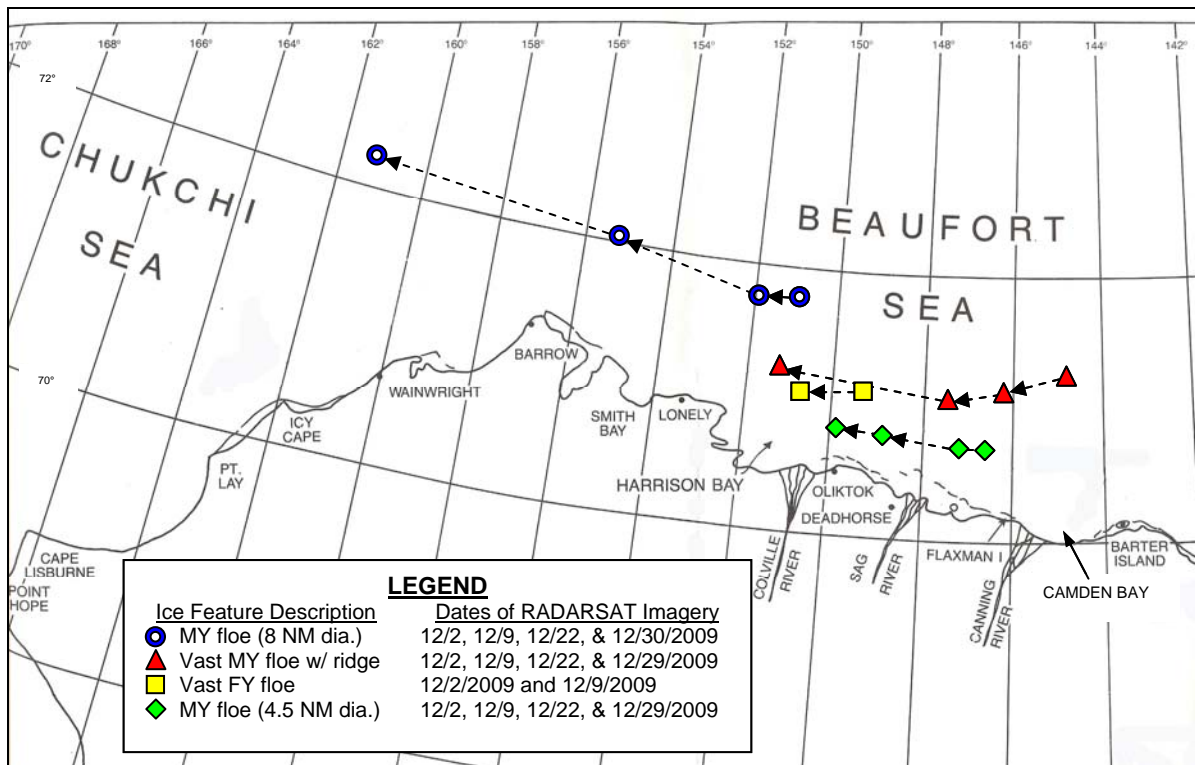 170° 168° 166° 164° 162° 160° 158° 156° 154° 152° 150° 148° 146° 144° 142°
72°
CHUKCHI
SEA
BEAUFORT
SEA
70°
BARROW
WAINWRIGHT
SMITH
BAY
LONELY
ICY
CAPE
PT.
LAY
HARRISON BAY
OLIKTOK
DEADHORSE
COLVILLE
RIVER
SAG
RIVER
FLAXMAN I
CANNING
RIVER
BARTER
ISLAND
CAMDEN BAY
CAPE
LISBURNE
POINT
HOPE
LEGEND
Ice Feature Description Dates of RADARSAT Imagery
MY floe (8 NM dia.) 12/2, 12/9, 12/22, & 12/30/2009
Vast MY floe w/ ridge 12/2, 12/9, 12/22, & 12/29/2009
Vast FY floe 12/2/2009 and 12/9/2009
MY floe (4.5 NM dia.) 12/2, 12/9, 12/22, & 12/29/2009